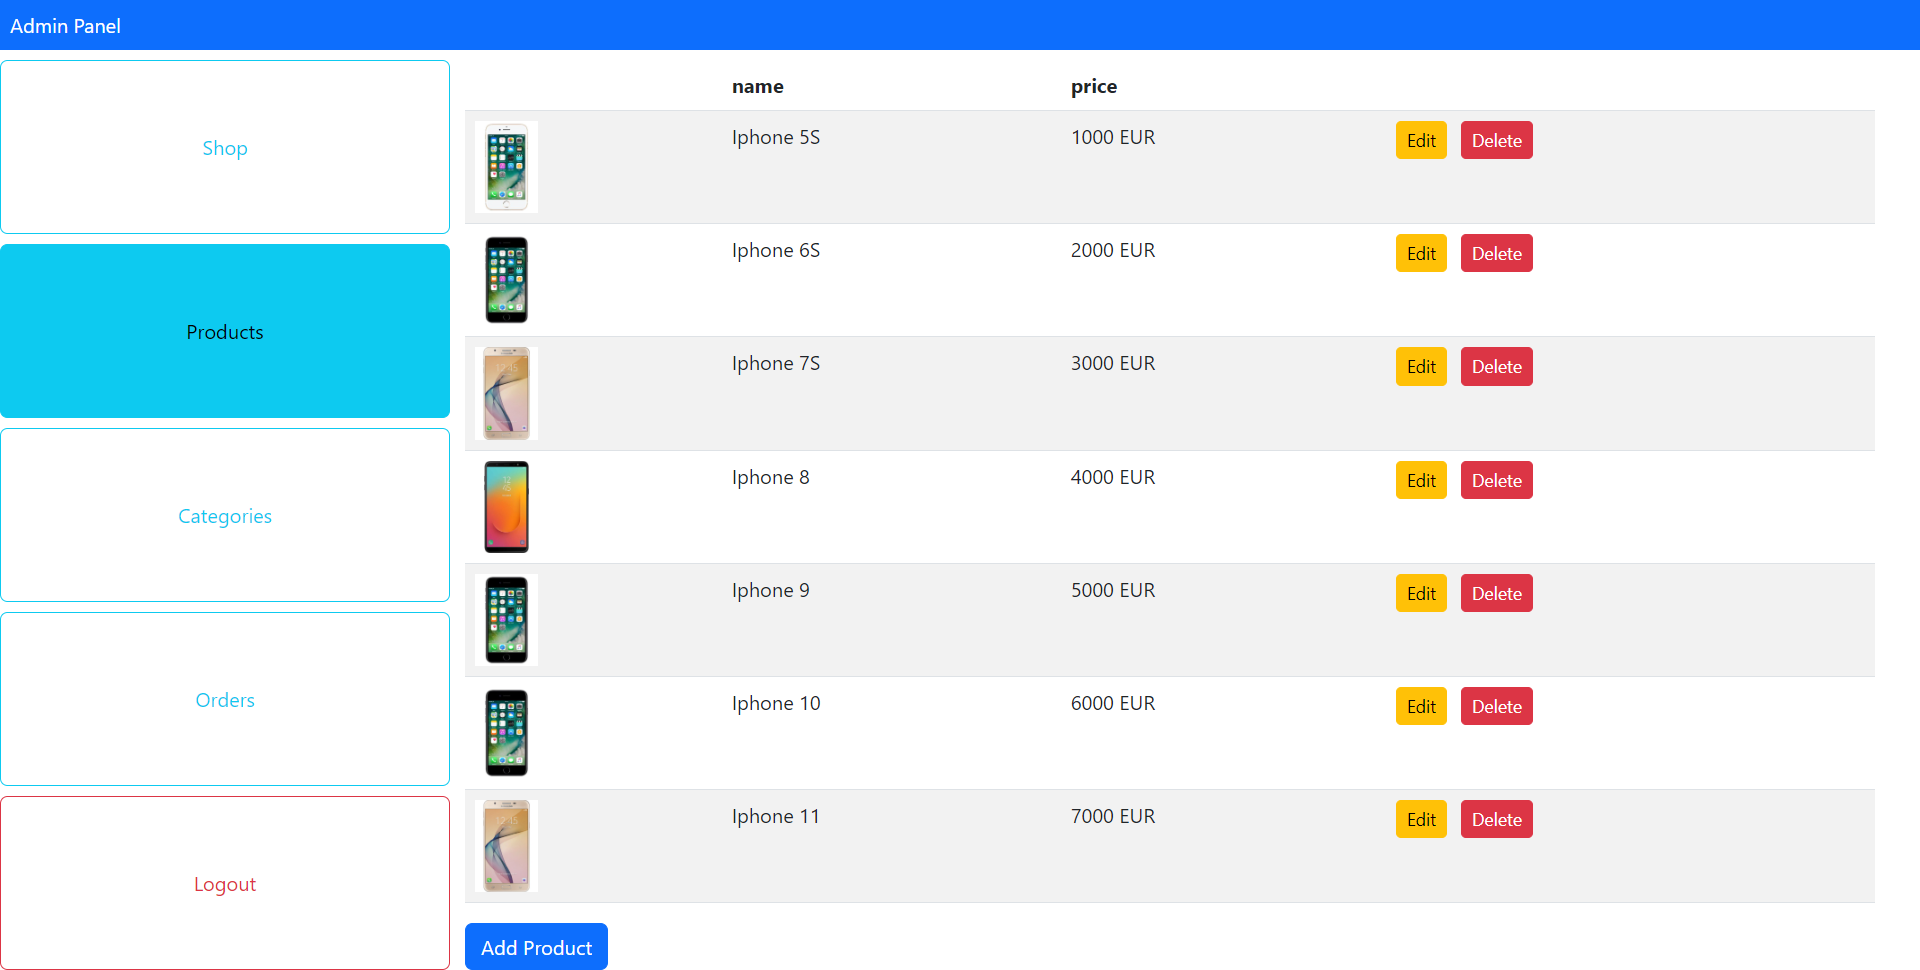 Admin Panel
Shop
Products
Categories
Orders
Logout
name price
Iphone 5S 1000 EUR Edit Delete
Iphone 6S 2000 EUR Edit Delete
Iphone 7S 3000 EUR Edit Delete
Iphone 8 4000 EUR Edit Delete
Iphone 9 5000 EUR Edit Delete
Iphone 10 6000 EUR Edit Delete
Iphone 11 7000 EUR Edit Delete
Add Product